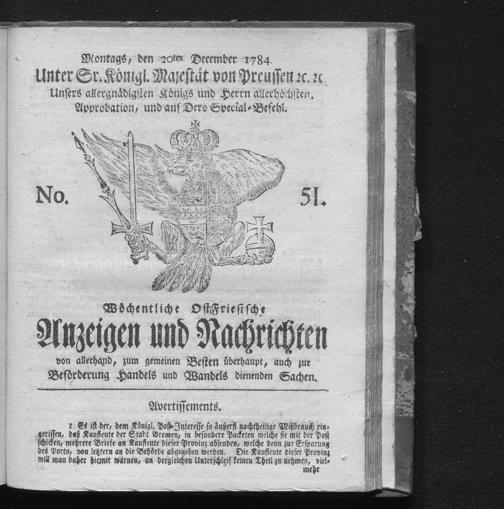 Montags, den 20ten December 1784.
Unter Sr. Königl. Majestät von Preussen ꝛc. ꝛc.
Unsers allergnädigsten Königs und Herrn allerhöchsten.
Approbation, und auf Dero Special-Befehl.
No. 51.
Wöchentliche OstFriesische
Anzeigen und Nachrichten
von allerhand, zum gemeinen Besten überhaupt, auch zur
Beförderung Handels und Wandels dienenden Sachen.
Avertissements.
1 Es ist der, dem Königl. Post-Interesse so äusserst nachtheilige Mißbrauch ein-
gerissen, daß Kaufleute der Stadt Bremen, in besondere Packeten welche sie mit der Post
schicken, mehrere Briefe an Kaufleute dieser Provinz absenden, welche denn zur Ersparung
des Porto, von letztern an die Behörde abgegeben werden. Die Kaufleute dieser Provinz
will man daher hiemit warnen, an dergleichen Unterschleif keinen Theil zu nehmen, viel-
mehr